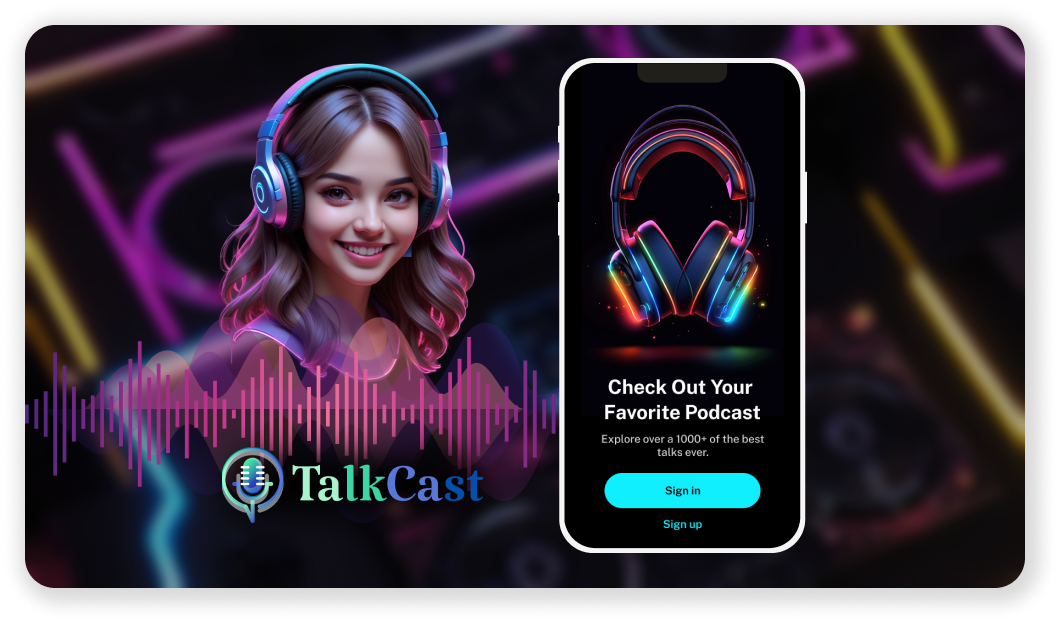 TalkCast
Check Out Your
Favorite Podcast
Explore over a 1000+ of the best
talks ever.
Sign in
Sign up